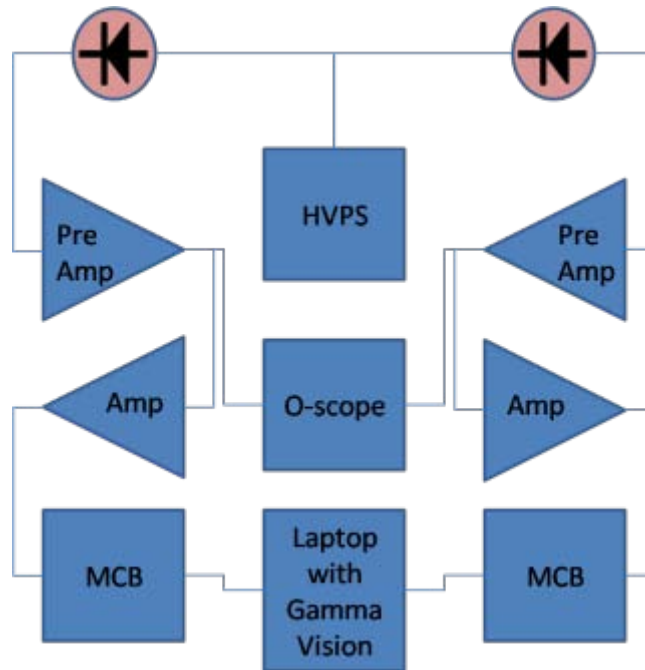 Pre
Amp
HVPS
Pre
Amp
Amp
O-scope
Amp
MCB
Laptop
with
Gamma
Vision
MCB